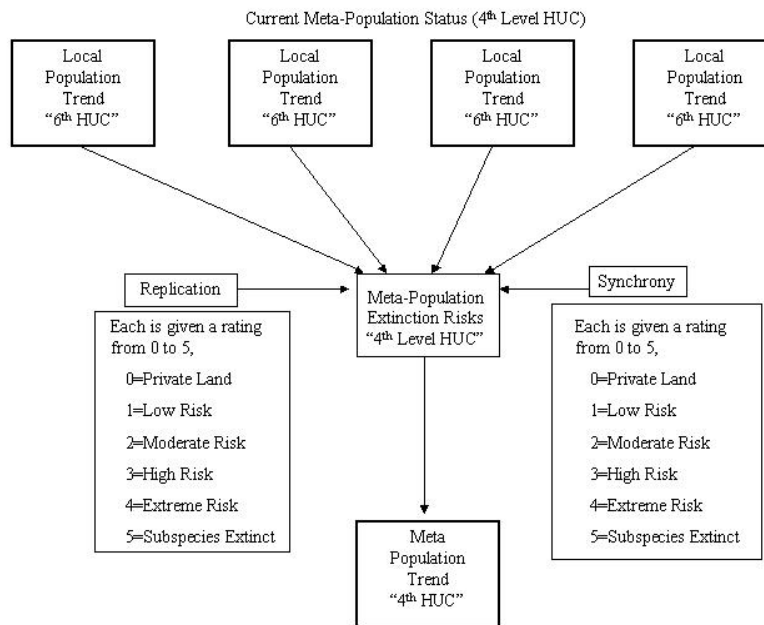 Current Meta-Population Status (4th Level HUC)
Local
Population
Trend
“6th HUC”
Local
Population
Trend
“6th HUC”
Local
Population
Trend
“6th HUC”
Local
Population
Trend
“6th HUC”
Replication
Meta-Population
Extinction Risks
“4th Level HUC”
Synchrony
Each is given a rating
from 0 to 5,
0=Private Land
1=Low Risk
2=Moderate Risk
3=High Risk
4=Extreme Risk
5=Subspecies Extinct
Each is given a rating
from 0 to 5,
0=Private Land
1=Low Risk
2=Moderate Risk
3=High Risk
4=Extreme Risk
5=Subspecies Extinct
Meta
Population
Trend
“4th HUC”